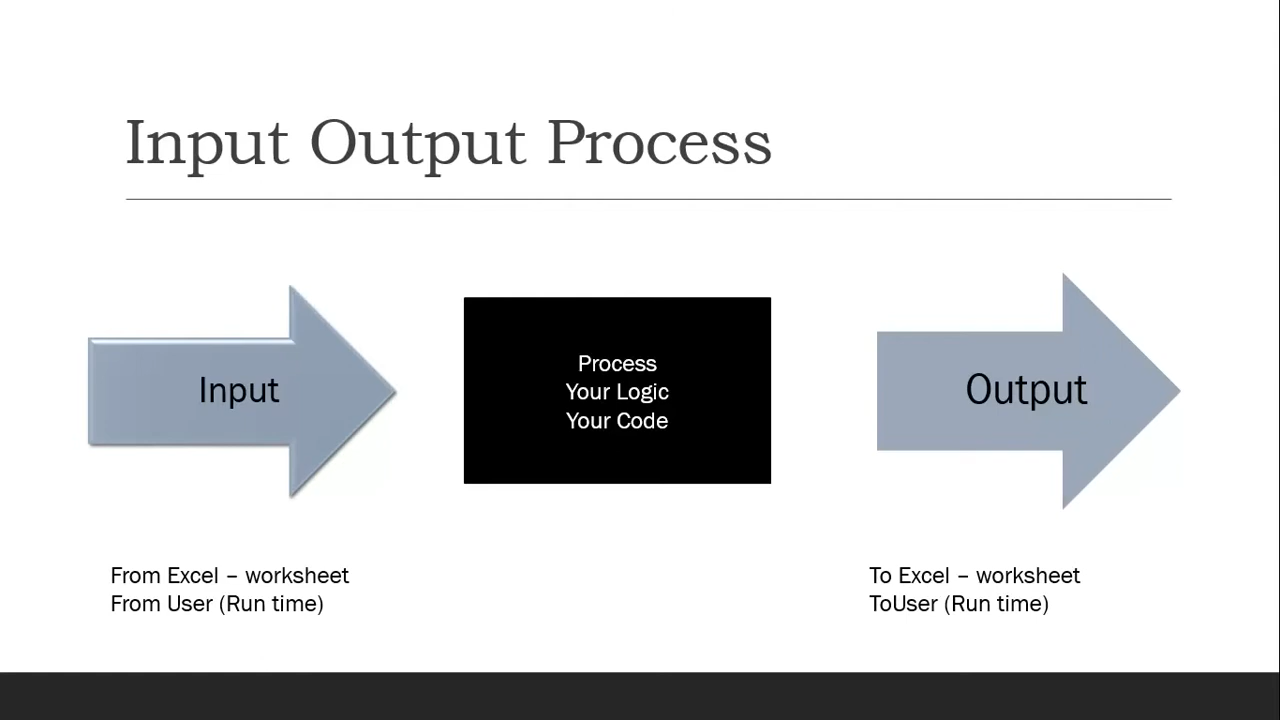 Input Output Process
Input
Process
Your Logic
Your Code
Output
From Excel – worksheet
From User (Run time)
To Excel – worksheet
ToUser (Run time)